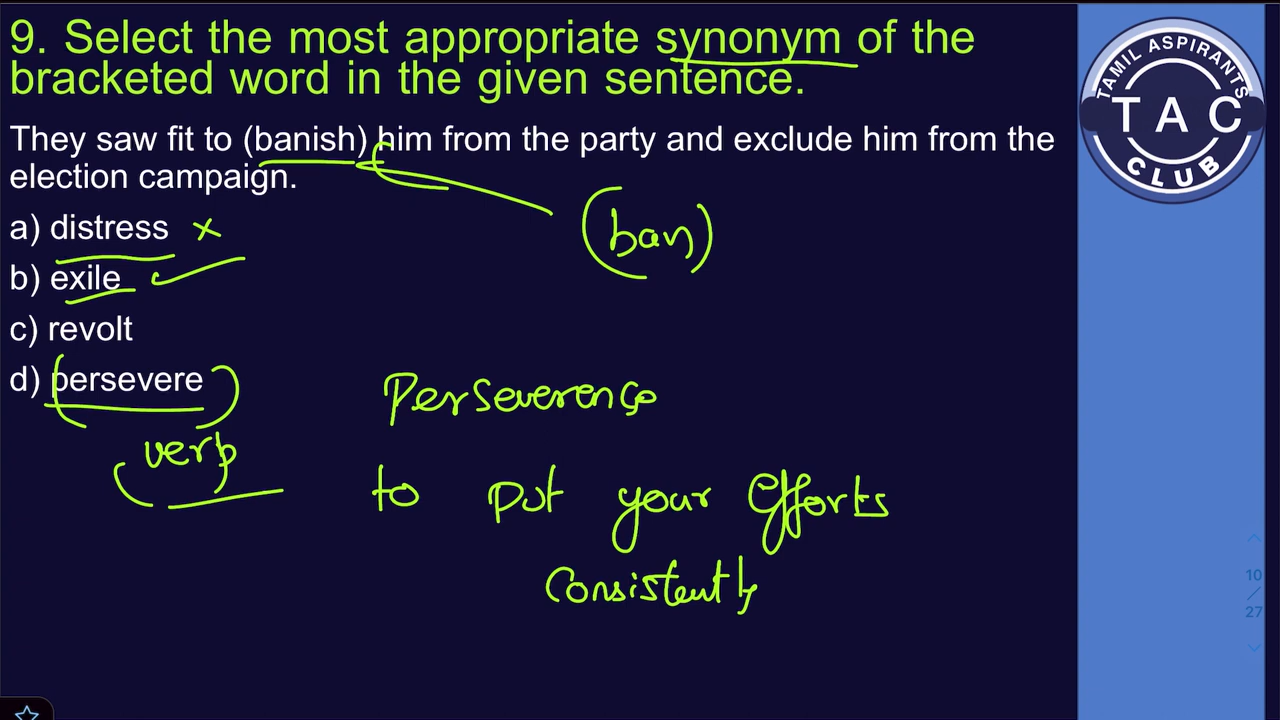 9. Select the most appropriate synonym of the
bracketed word in the given sentence.
They saw fit to (banish) him from the party and exclude him from the
election campaign.
a) distress ×
(ban)
b) exile ✓
c) revolt
d) persevere
Perseverence
verb
to put your efforts
consistently
TAMIL ASPIRANTS
TAC
CLUB
10
/
27